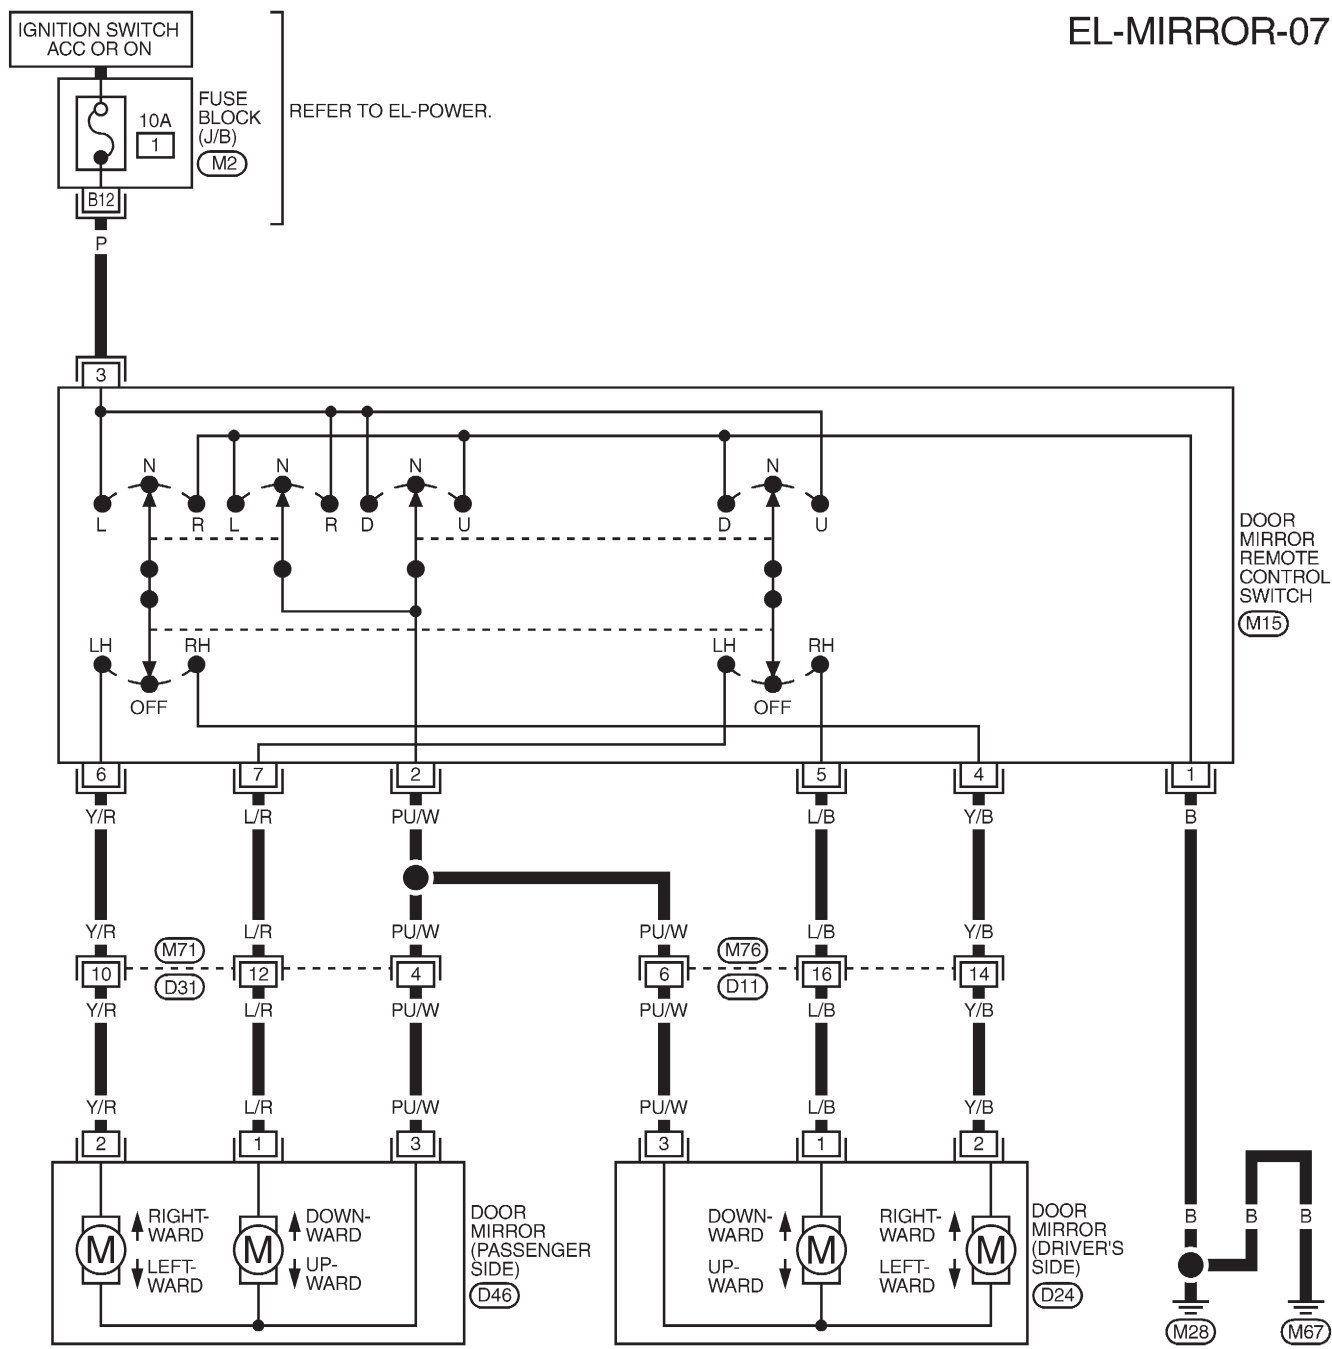 EL-MIRROR-07
IGNITION SWITCH
ACC OR ON
FUSE
BLOCK
(J/B)
M2
10A
1
REFER TO EL-POWER.
B12
P
3
N N N N
L R L R D U D U
DOOR
MIRROR
REMOTE
CONTROL
SWITCH
M15
LH RH LH RH
OFF OFF
6 7 2 5 4 1
Y/R L/R PU/W L/B Y/B B
Y/R L/R PU/W PU/W L/B Y/B
M71 M76
10 12 4 6 16 14
D31 D11
Y/R L/R PU/W PU/W L/B Y/B
Y/R L/R PU/W PU/W L/B Y/B
2 1 3 3 1 2
M
RIGHT-
WARD
LEFT-
WARD
M
DOWN-
WARD
UP-
WARD
DOOR
MIRROR
(PASSENGER
SIDE)
D46
DOWN-
WARD
UP-
WARD
M
RIGHT-
WARD
LEFT-
WARD
M
DOOR
MIRROR
(DRIVER'S
SIDE)
D24
B B B
M28 M67